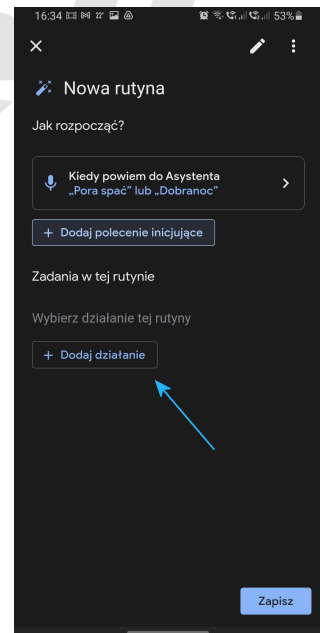 16:34 22° 53%
Nowa rutyna
Jak rozpocząć?
Kiedy powiem do Asystenta
„Pora spać” lub „Dobranoc”
+ Dodaj polecenie inicjujące
Zadania w tej rutynie
Wybierz działanie tej rutyny
+ Dodaj działanie
Zapisz